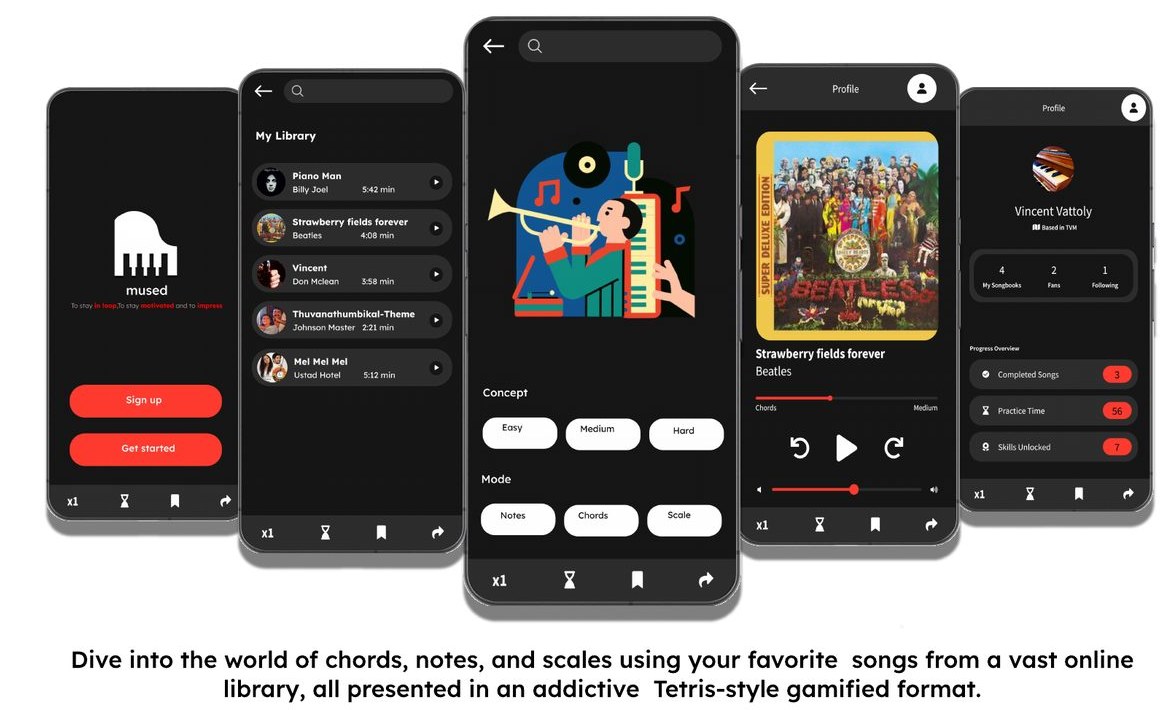 mused
To stay in loop,To stay motivated and to impress
Sign up
Get started
x1
My Library
Piano Man
Billy Joel 5:42 min
Strawberry fields forever
Beatles 4:08 min
Vincent
Don Mclean 3:58 min
Thuvanathumbikal-Theme
Johnson Master 2:21 min
Mel Mel Mel
Ustad Hotel 5:12 min
x1
Concept
Easy Medium Hard
Mode
Notes Chords Scale
x1
Profile
SUPER DELUXE EDITION
BEATLES
Strawberry fields forever
Beatles
Chords Medium
x1
Profile
Vincent Vattoly
Based in TVM
4 2 1
My Songbooks Fans Following
Progress Overview
Completed Songs 3
Practice Time 56
Skills Unlocked 7
x1
Dive into the world of chords, notes, and scales using your favorite songs from a vast online
library, all presented in an addictive Tetris-style gamified format.